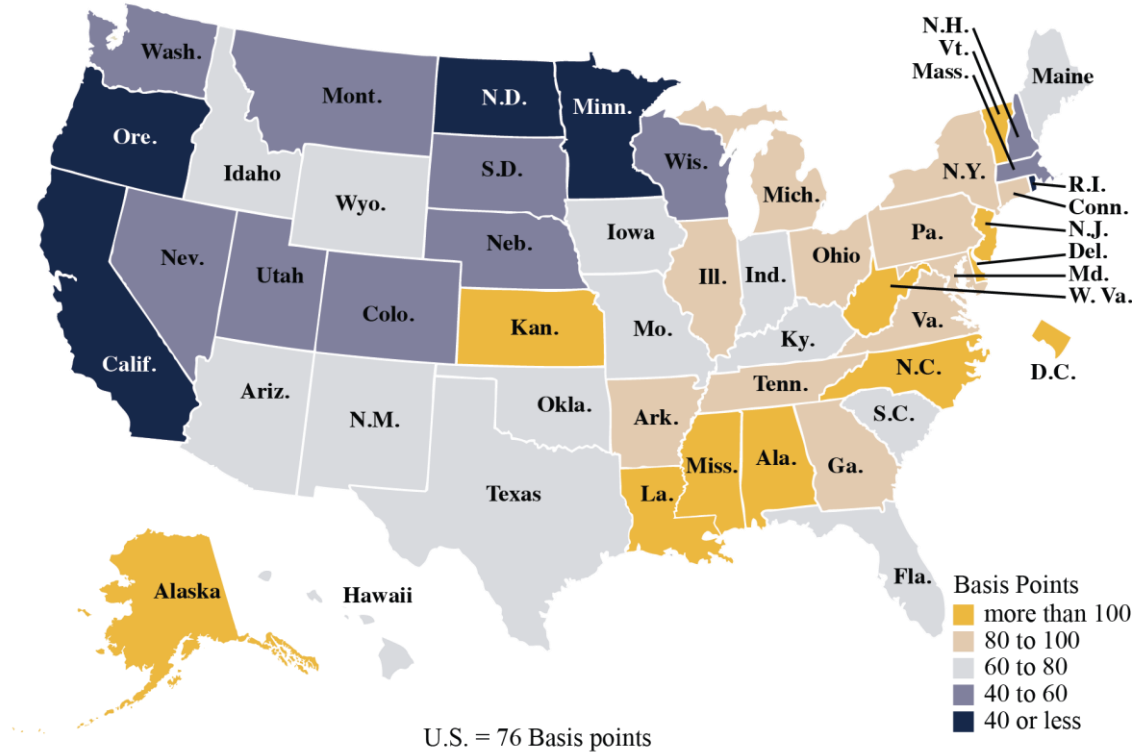 N.H.
Vt.
Mass.
Wash.
Mont.
N.D.
Minn.
Maine
Ore.
Idaho
S.D.
Wis.
Mich.
N.Y.
R.I.
Conn.
N.J.
Del.
Md.
W. Va.
Wyo.
Iowa
Neb.
Pa.
Ohio
Nev.
Utah
Colo.
Ill.
Ind.
Kan.
Mo.
Ky.
Va.
Calif.
D.C.
Ariz.
N.M.
Okla.
Tenn.
N.C.
Ark.
S.C.
Miss.
Ala.
Ga.
Texas
La.
Fla.
Alaska
Hawaii
Basis Points
more than 100
80 to 100
60 to 80
40 to 60
40 or less
U.S. = 76 Basis points